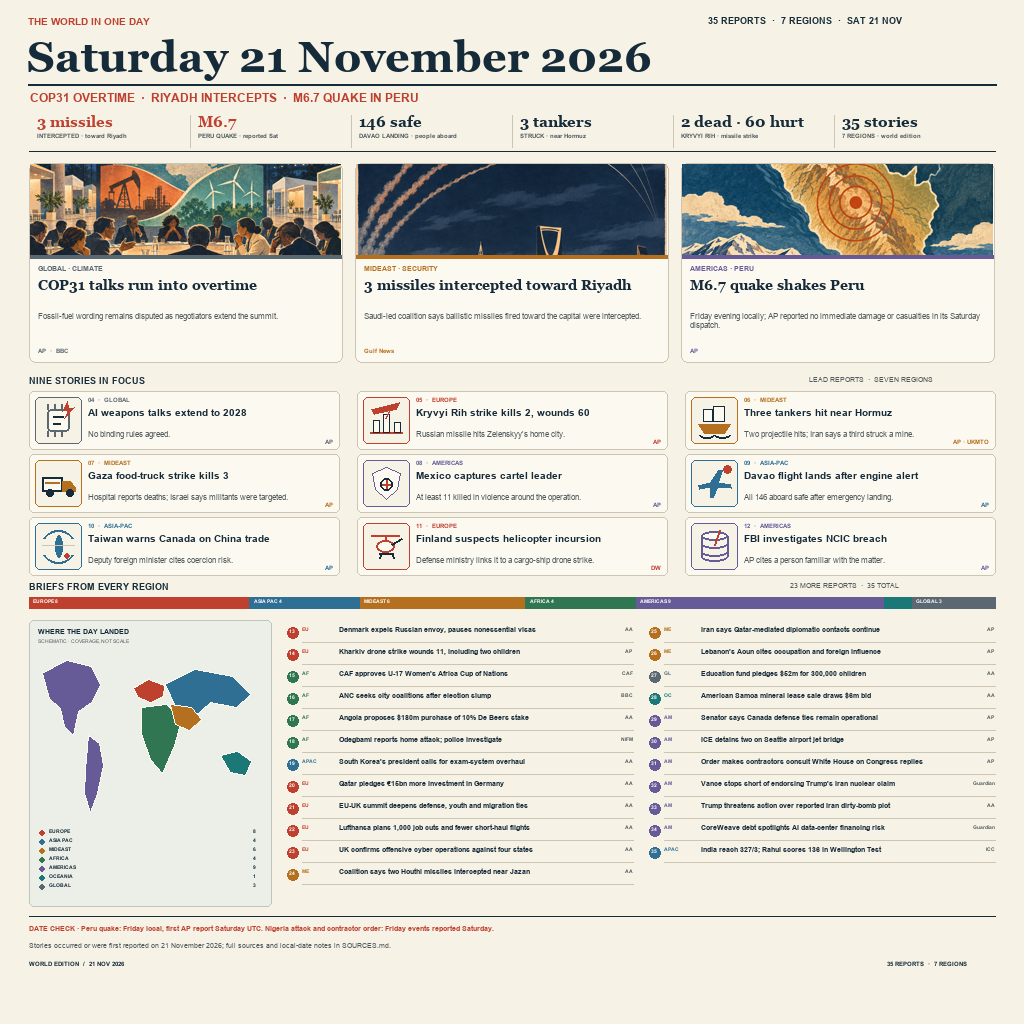 THE WORLD IN ONE DAY
35 REPORTS · 7 REGIONS · SAT 21 NOV
Saturday 21 November 2026
COP31 OVERTIME · RIYADH INTERCEPTS · M6.7 QUAKE IN PERU
3 missiles
INTERCEPTED · toward Riyadh
M6.7
PERU QUAKE · reported Sat
146 safe
DAVAO LANDING · people aboard
3 tankers
STRUCK · near Hormuz
2 dead · 60 hurt
KRYVYI RIH · missile strike
35 stories
7 REGIONS · world edition
GLOBAL · CLIMATE
COP31 talks run into overtime
Fossil-fuel wording remains disputed as negotiators extend the summit.
AP · BBC
MIDEAST · SECURITY
3 missiles intercepted toward Riyadh
Saudi-led coalition says ballistic missiles fired toward the capital were intercepted.
Gulf News
AMERICAS · PERU
M6.7 quake shakes Peru
Friday evening locally; AP reported no immediate damage or casualties in its Saturday
dispatch.
AP
NINE STORIES IN FOCUS
LEAD REPORTS · SEVEN REGIONS
04 · GLOBAL
AI weapons talks extend to 2028
No binding rules agreed.
AP
05 · EUROPE
Kryvyi Rih strike kills 2, wounds 60
Russian missile hits Zelenskyy's home city.
AP
06 · MIDEAST
Three tankers hit near Hormuz
Two projectile hits; Iran says a third struck a mine.
AP · UKMTO
07 · MIDEAST
Gaza food-truck strike kills 3
Hospital reports deaths; Israel says militants were targeted.
AP
08 · AMERICAS
Mexico captures cartel leader
At least 11 killed in violence around the operation.
AP
09 · ASIA-PAC
Davao flight lands after engine alert
All 146 aboard safe after emergency landing.
AP
10 · ASIA-PAC
Taiwan warns Canada on China trade
Deputy foreign minister cites coercion risk.
AP
11 · EUROPE
Finland suspects helicopter incursion
Defense ministry links it to a cargo-ship drone strike.
DW
12 · AMERICAS
FBI investigates NCIC breach
AP cites a person familiar with the matter.
AP
BRIEFS FROM EVERY REGION
23 MORE REPORTS · 35 TOTAL
EUROPE 8
ASIA PAC 4
MIDEAST 6
AFRICA 4
AMERICAS 9
GLOBAL 3
WHERE THE DAY LANDED
SCHEMATIC · COVERAGE, NOT SCALE
EUROPE 8
ASIA PAC 4
MIDEAST 6
AFRICA 4
AMERICAS 9
OCEANIA 1
GLOBAL 3
13 EU Denmark expels Russian envoy, pauses nonessential visas AA
14 EU Kharkiv drone strike wounds 11, including two children AP
15 AF CAF approves U-17 Women's Africa Cup of Nations CAF
16 AF ANC seeks city coalitions after election slump BBC
17 AF Angola proposes $180m purchase of 10% De Beers stake AA
18 AF Odegbami reports home attack; police investigate NFM
19 APAC South Korea's president calls for exam-system overhaul AA
20 EU Qatar pledges €15bn more investment in Germany AA
21 EU EU-UK summit deepens defense, youth and migration ties AA
22 EU Lufthansa plans 1,000 job outs and fewer short-haul flights AA
23 EU UK confirms offensive cyber operations against four states AA
24 ME Coalition says two Houthi missiles intercepted near Jazan AA
25 ME Iran says Qatar-mediated diplomatic contacts continue AP
26 ME Lebanon's Aoun cites occupation and foreign influence AP
27 GL Education fund pledges $52m for 300,000 children AA
28 OC American Samoa mineral lease sale draws $6m bid AA
29 AM Senator says Canada defense ties remain operational AP
30 AM ICE detains two on Seattle airport jet bridge AP
31 AM Order makes contractors consult White House on Congress replies AP
32 AM Vance stops short of endorsing Trump's Iran nuclear claim Guardian
33 AM Trump threatens action over reported Iran dirty-bomb plot AA
34 AM CoreWeave debt spotlights AI data-center financing risk Guardian
35 APAC India reach 327/3; Rahul scores 136 in Wellington Test ICC
DATE CHECK · Peru quake: Friday local, first AP report Saturday UTC. Nigeria attack and contractor order: Friday events reported Saturday.
Stories occurred or were first reported on 21 November 2026; full sources and local-date notes in SOURCES.md.
WORLD EDITION / 21 NOV 2026
35 REPORTS · 7 REGIONS